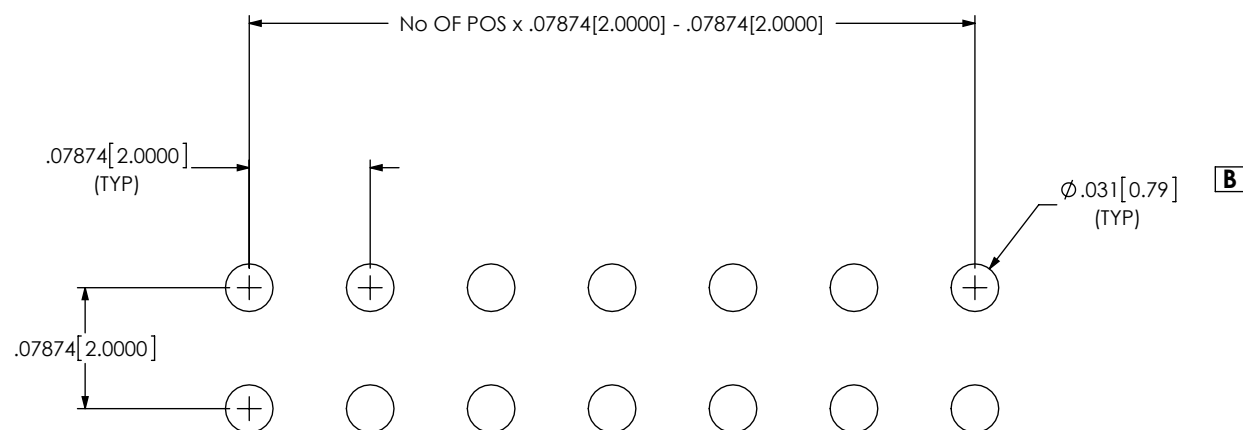 No OF POS x .07874[2.0000] - .07874[2.0000]
.07874[2.0000]
(TYP)
Ø.031[0.79]
(TYP)
B
.07874[2.0000]